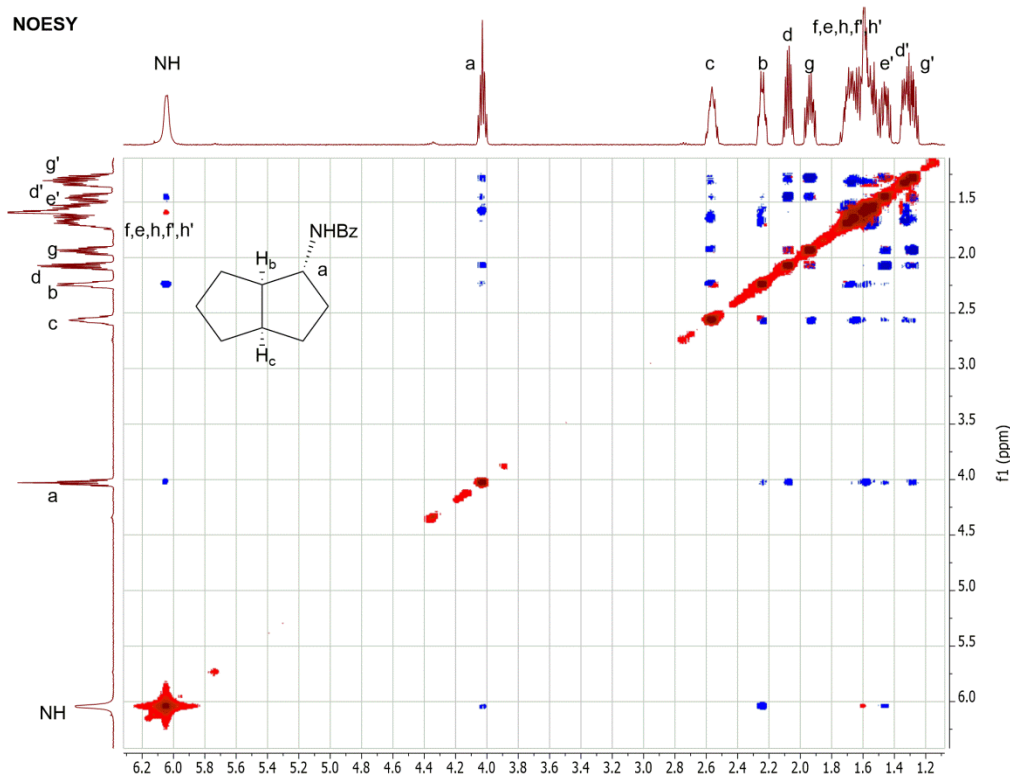 NOESY
NH
a
c
b
d
g
f,e,h,f',h'
e'
d'
g'
g'
d'
e'
f,e,h,f',h'
g
d
b
c
a
NH
NHBz
H_b
a
H_c
1.5
2.0
2.5
3.0
3.5
4.0
4.5
5.0
5.5
6.0
f1 (ppm)
6.2 6.0 5.8 5.6 5.4 5.2 5.0 4.8 4.6 4.4 4.2 4.0 3.8 3.6 3.4 3.2 3.0 2.8 2.6 2.4 2.2 2.0 1.8 1.6 1.4 1.2